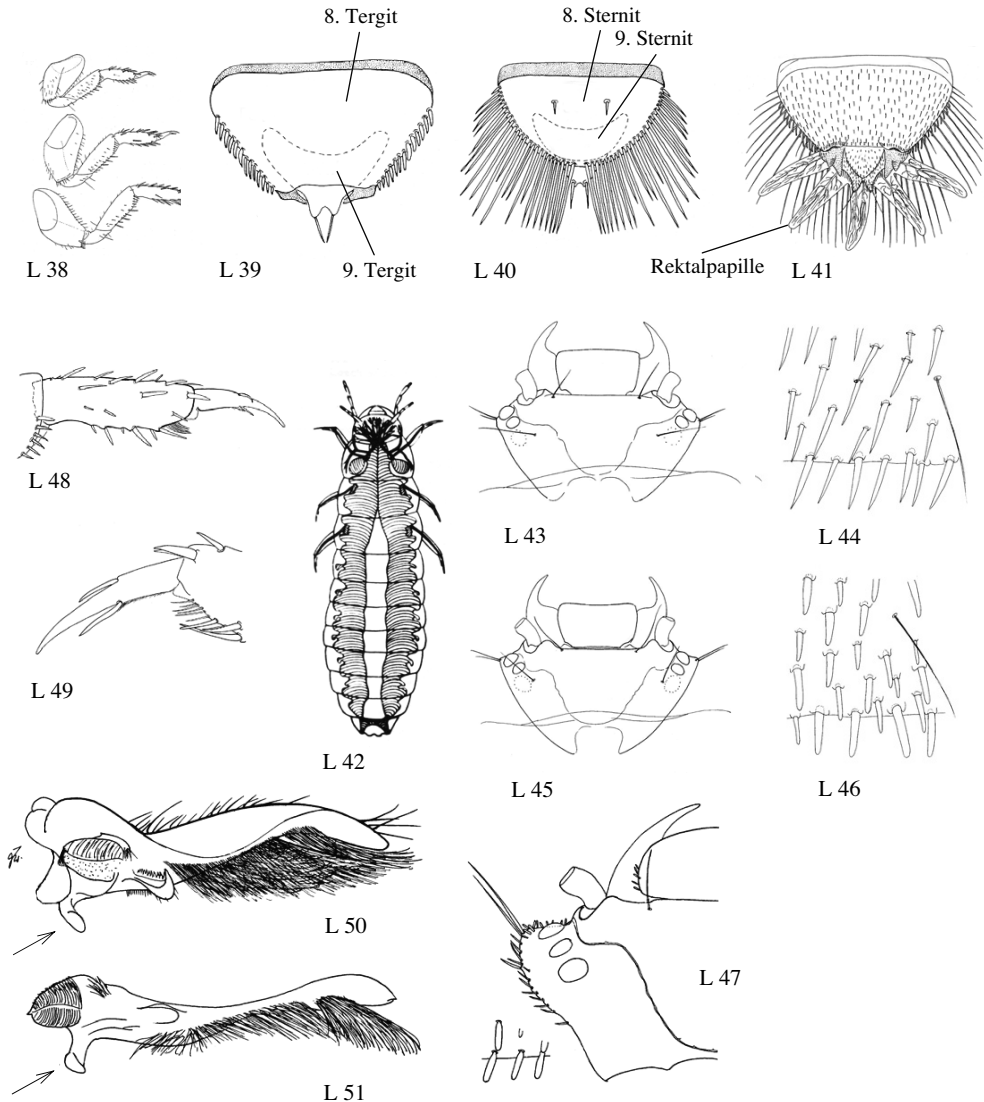 8. Tergit
8. Sternit
9. Sternit
L 38
L 39
9. Tergit
L 40
Rektalpapille
L 41
L 48
L 43
L 44
L 49
L 42
L 45
L 46
L 50
L 47
L 51